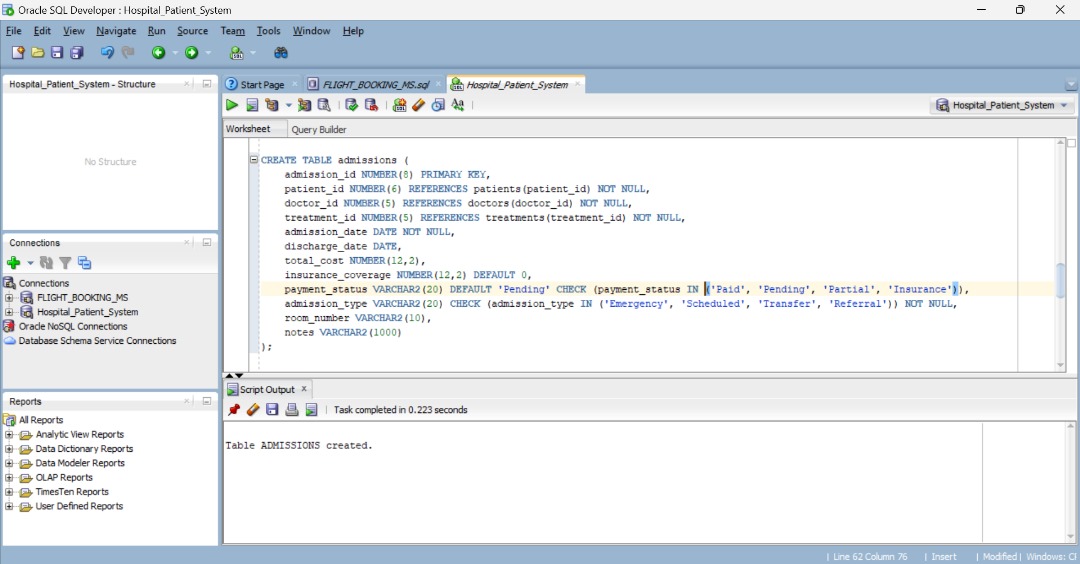 Oracle SQL Developer : Hospital_Patient_System
File Edit View Navigate Run Source Team Tools Window Help
Hospital_Patient_System - Structure
No Structure
Connections
Connections
FLIGHT_BOOKING_MS
Hospital_Patient_System
Oracle NoSQL Connections
Database Schema Service Connections
Reports
All Reports
Analytic View Reports
Data Dictionary Reports
Data Modeler Reports
OLAP Reports
TimesTen Reports
User Defined Reports
Start Page FLIGHT_BOOKING_MS.sql Hospital_Patient_System
Hospital_Patient_System
Worksheet Query Builder
CREATE TABLE admissions (
admission_id NUMBER(8) PRIMARY KEY,
patient_id NUMBER(6) REFERENCES patients(patient_id) NOT NULL,
doctor_id NUMBER(5) REFERENCES doctors(doctor_id) NOT NULL,
treatment_id NUMBER(5) REFERENCES treatments(treatment_id) NOT NULL,
admission_date DATE NOT NULL,
discharge_date DATE,
total_cost NUMBER(12,2),
insurance_coverage NUMBER(12,2) DEFAULT 0,
payment_status VARCHAR2(20) DEFAULT 'Pending' CHECK (payment_status IN ('Paid', 'Pending', 'Partial', 'Insurance')),
admission_type VARCHAR2(20) CHECK (admission_type IN ('Emergency', 'Scheduled', 'Transfer', 'Referral')) NOT NULL,
room_number VARCHAR2(10),
notes VARCHAR2(1000)
);
Script Output
Task completed in 0.223 seconds
Table ADMISSIONS created.
Line 62 Column 76 | Insert | Modified | Windows: CR